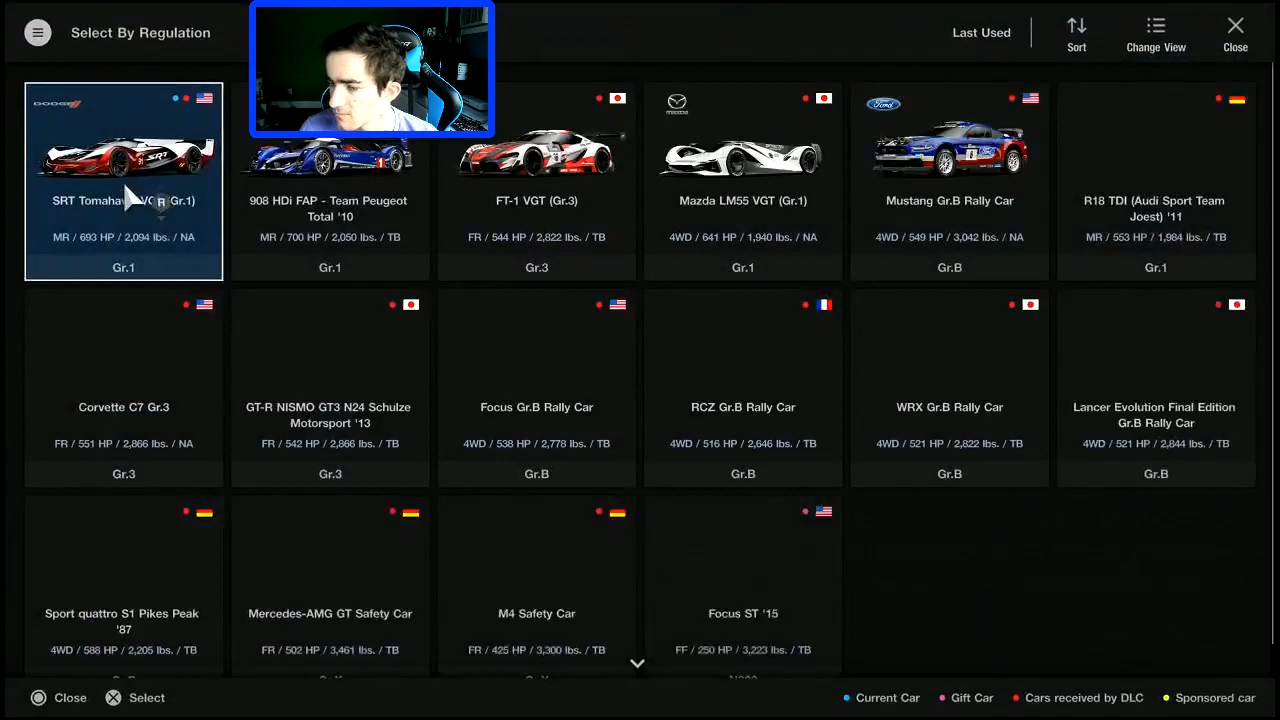 Select By Regulation
Last Used
Sort
Change View
Close
DODGE
SRT
SRT Tomahawk VGT (Gr.1)
MR / 693 HP / 2,094 lbs. / NA
Gr.1
908 HDi FAP - Team Peugeot
Total '10
MR / 700 HP / 2,050 lbs. / TB
Gr.1
FT-1 VGT (Gr.3)
FR / 544 HP / 2,822 lbs. / TB
Gr.3
Mazda LM55 VGT (Gr.1)
4WD / 641 HP / 1,940 lbs. / NA
Gr.1
Ford
Mustang Gr.B Rally Car
4WD / 549 HP / 3,042 lbs. / NA
Gr.B
R18 TDI (Audi Sport Team
Joest) '11
MR / 553 HP / 1,984 lbs. / TB
Gr.1
Corvette C7 Gr.3
FR / 551 HP / 2,866 lbs. / NA
Gr.3
GT-R NISMO GT3 N24 Schulze
Motorsport '13
FR / 542 HP / 2,866 lbs. / TB
Gr.3
Focus Gr.B Rally Car
4WD / 538 HP / 2,778 lbs. / TB
Gr.B
RCZ Gr.B Rally Car
4WD / 516 HP / 2,646 lbs. / TB
Gr.B
WRX Gr.B Rally Car
4WD / 521 HP / 2,822 lbs. / TB
Gr.B
Lancer Evolution Final Edition
Gr.B Rally Car
4WD / 521 HP / 2,844 lbs. / TB
Gr.B
Sport quattro S1 Pikes Peak
'87
4WD / 588 HP / 2,205 lbs. / TB
Mercedes-AMG GT Safety Car
FR / 502 HP / 3,461 lbs. / TB
M4 Safety Car
FR / 425 HP / 3,300 lbs. / TB
Focus ST '15
FF / 250 HP / 3,223 lbs. / TB
Close
Select
Current Car
Gift Car
Cars received by DLC
Sponsored car